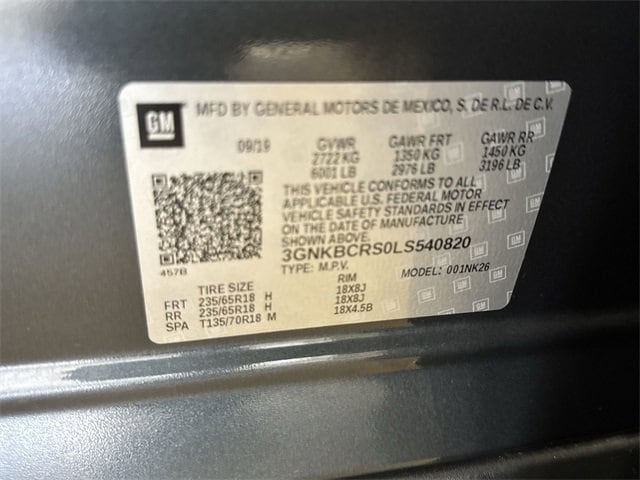 GM
MFD BY GENERAL MOTORS DE MEXICO, S. DE R.L. DE C.V.
09/19 GVWR GAWR FRT GAWR RR
2722 KG 1350 KG 1450 KG
6001 LB 2976 LB 3196 LB
THIS VEHICLE CONFORMS TO ALL
APPLICABLE U.S. FEDERAL MOTOR
VEHICLE SAFETY STANDARDS IN EFFECT
ON THE DATE OF MANUFACTURE
SHOWN ABOVE.
3GNKBCRS0LS540820
TYPE: M.P.V. MODEL: 001NK26
457B
TIRE SIZE RIM
FRT 235/65R18 H 18X8J
RR 235/65R18 H 18X8J
SPA T135/70R18 M 18X4.5B